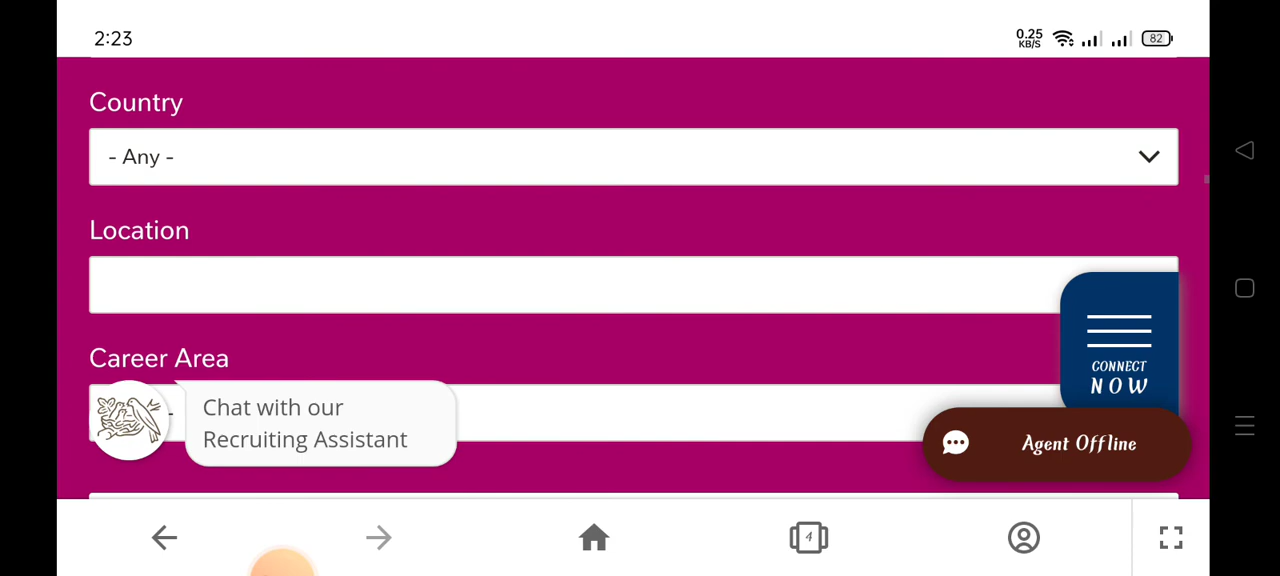 2:23
0.25
KB/S
82
Country
- Any -
Location
Career Area
-
Chat with our
Recruiting Assistant
CONNECT
NOW
Agent Offline
4